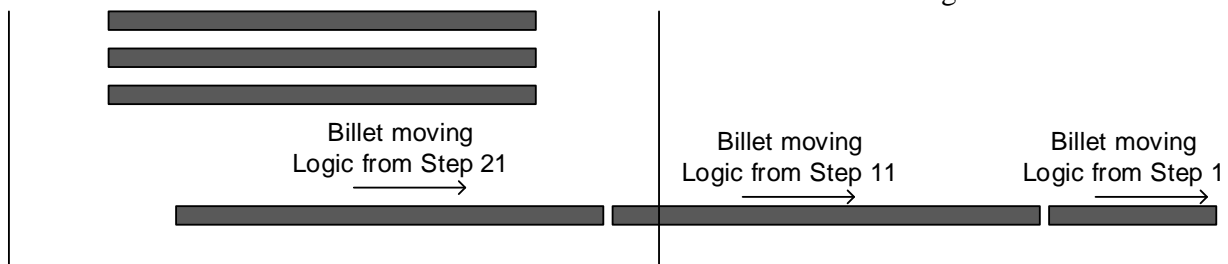 Billet moving
Logic from Step 21
Billet moving
Logic from Step 11
Billet moving
Logic from Step 1